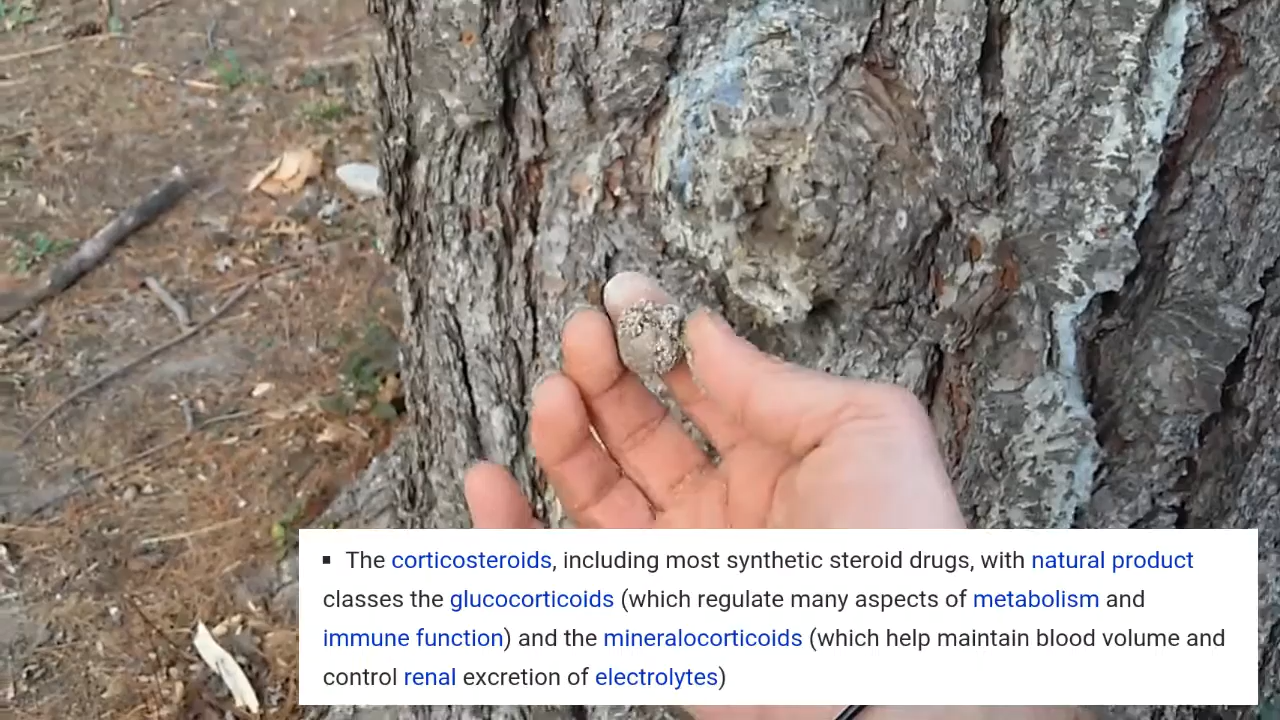 ▪ The corticosteroids, including most synthetic steroid drugs, with natural product
classes the glucocorticoids (which regulate many aspects of metabolism and
immune function) and the mineralocorticoids (which help maintain blood volume and
control renal excretion of electrolytes)